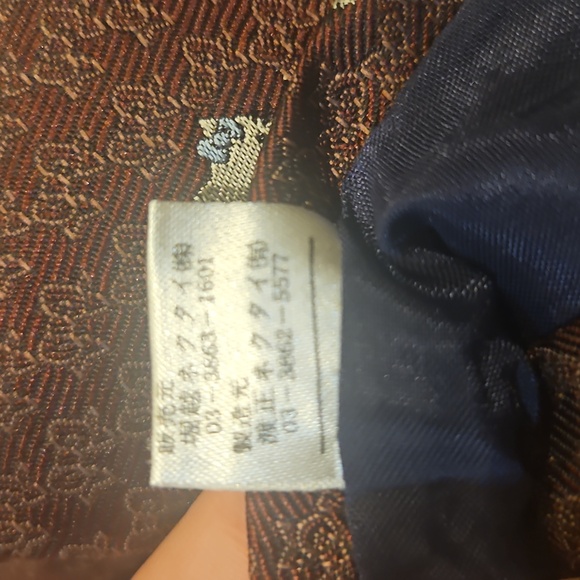 販売元
堀越ネクタイ(株)
03-3663-1601
製造元
ネクタイ(株)
03-3862-5577